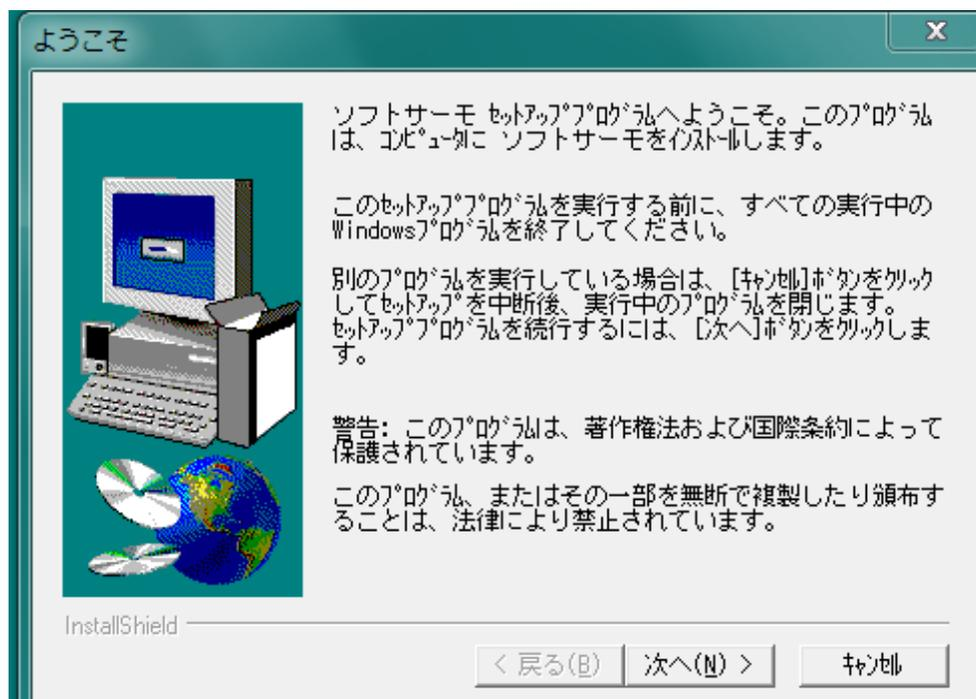 ようこそ
ソフトサーモ ｾｯﾄｱｯﾌﾟﾌﾟﾛｸﾞﾗﾑへようこそ。このﾌﾟﾛｸﾞﾗﾑ
は、ｺﾝﾋﾟｭｰﾀに ソフトサーモをｲﾝｽﾄｰﾙします。
このｾｯﾄｱｯﾌﾟﾌﾟﾛｸﾞﾗﾑを実行する前に、すべての実行中の
Windowsﾌﾟﾛｸﾞﾗﾑを終了してください。
別のﾌﾟﾛｸﾞﾗﾑを実行している場合は、[ｷｬﾝｾﾙ]ﾎﾞﾀﾝをｸﾘｯｸ
してｾｯﾄｱｯﾌﾟを中断後、実行中のﾌﾟﾛｸﾞﾗﾑを閉じます。
ｾｯﾄｱｯﾌﾟﾌﾟﾛｸﾞﾗﾑを続行するには、[次へ]ﾎﾞﾀﾝをｸﾘｯｸしま
す。
警告: このﾌﾟﾛｸﾞﾗﾑは、著作権法および国際条約によって
保護されています。
このﾌﾟﾛｸﾞﾗﾑ、またはその一部を無断で複製したり頒布す
ることは、法律により禁止されています。
InstallShield
< 戻る(B)
次へ(N) >
ｷｬﾝｾﾙ